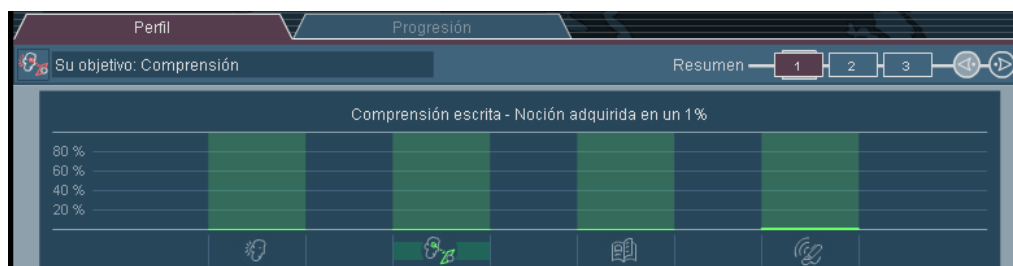 Perfil
Progresión
Su objetivo: Comprensión
Resumen 1 2 3
Comprensión escrita - Noción adquirida en un 1%
80 %
60 %
40 %
20 %